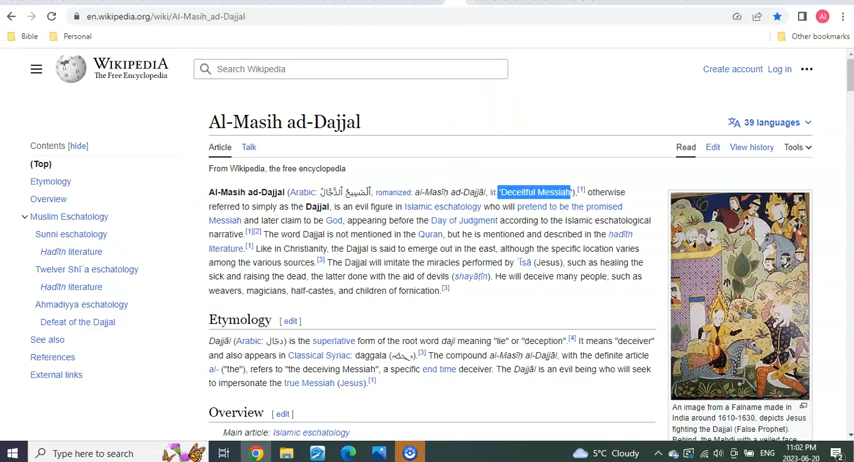 en.wikipedia.org/wiki/Al-Masih_ad-Dajjal
Al
Bible Personal Other bookmarks
WIKIPEDIA
The Free Encyclopedia
Search Wikipedia
Create account Log in
Al-Masih ad-Dajjal
39 languages
Article Talk Read Edit View history Tools
From Wikipedia, the free encyclopedia
Contents [hide]
(Top)
Etymology
Overview
Muslim Eschatology
Sunni eschatology
Hadīth literature
Twelver Shīʿa eschatology
Hadīth literature
Ahmadiyya eschatology
Defeat of the Dajjal
See also
References
External links
Al-Masih ad-Dajjal (Arabic: ٱلْمَسِيحُ ٱلدَّجَّالُ, romanized: al-Masīḥ ad-Dajjāl, lit 'Deceitful Messiah'),[1] otherwise
referred to simply as the Dajjal, is an evil figure in Islamic eschatology who will pretend to be the promised
Messiah and later claim to be God, appearing before the Day of Judgment according to the Islamic eschatological
narrative.[1][2] The word Dajjal is not mentioned in the Quran, but he is mentioned and described in the ḥadīth
literature.[1] Like in Christianity, the Dajjal is said to emerge out in the east, although the specific location varies
among the various sources.[3] The Dajjal will imitate the miracles performed by ʿĪsā (Jesus), such as healing the
sick and raising the dead, the latter done with the aid of devils (shayāṭīn). He will deceive many people, such as
weavers, magicians, half-castes, and children of fornication.[3]
Etymology [ edit ]
Dajjāl (Arabic: دجّال) is the superlative form of the root word dajl meaning "lie" or "deception".[4] It means "deceiver"
and also appears in Classical Syriac: daggala (ܕܓܠܐ).[3] The compound al-Masīḥ al-Dajjāl, with the definite article
al- ("the"), refers to "the deceiving Messiah", a specific end time deceiver. The Dajjāl is an evil being who will seek
to impersonate the true Messiah (Jesus).[1]
Overview [ edit ]
Main article: Islamic eschatology
An image from a Falname made in
India around 1610-1630, depicts Jesus
fighting the Dajjal (False Prophet).
Behind, the Mahdi with a veiled face
Type here to search
5°C Cloudy
ENG
11:02 PM
2023-06-20
2